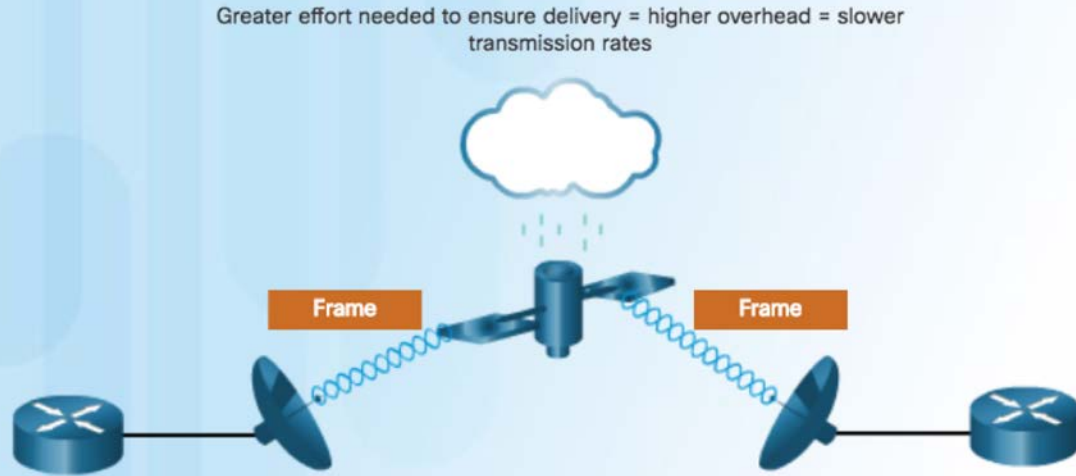 Greater effort needed to ensure delivery = higher overhead = slower
transmission rates
Frame
Frame